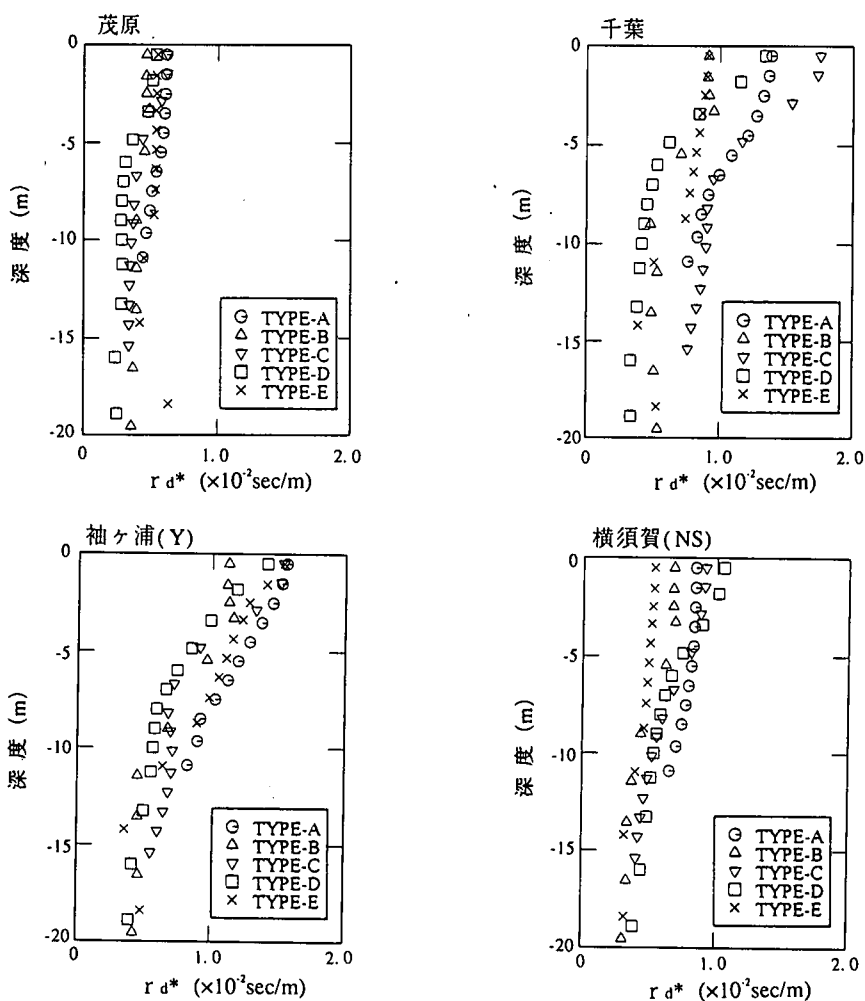 茂原
0
-5
-10
-15
-20
深度 (m)
TYPE-A
TYPE-B
TYPE-C
TYPE-D
TYPE-E
0
1.0
2.0
r d* (×10⁻²sec/m)
千葉
0
-5
-10
-15
-20
深度 (m)
TYPE-A
TYPE-B
TYPE-C
TYPE-D
TYPE-E
0
1.0
2.0
r d* (×10⁻²sec/m)
袖ヶ浦(Y)
0
-5
-10
-15
-20
深度 (m)
TYPE-A
TYPE-B
TYPE-C
TYPE-D
TYPE-E
0
1.0
2.0
r d* (×10⁻²sec/m)
横須賀(NS)
0
-5
-10
-15
-20
深度 (m)
TYPE-A
TYPE-B
TYPE-C
TYPE-D
TYPE-E
0
1.0
2.0
r d* (×10⁻²sec/m)